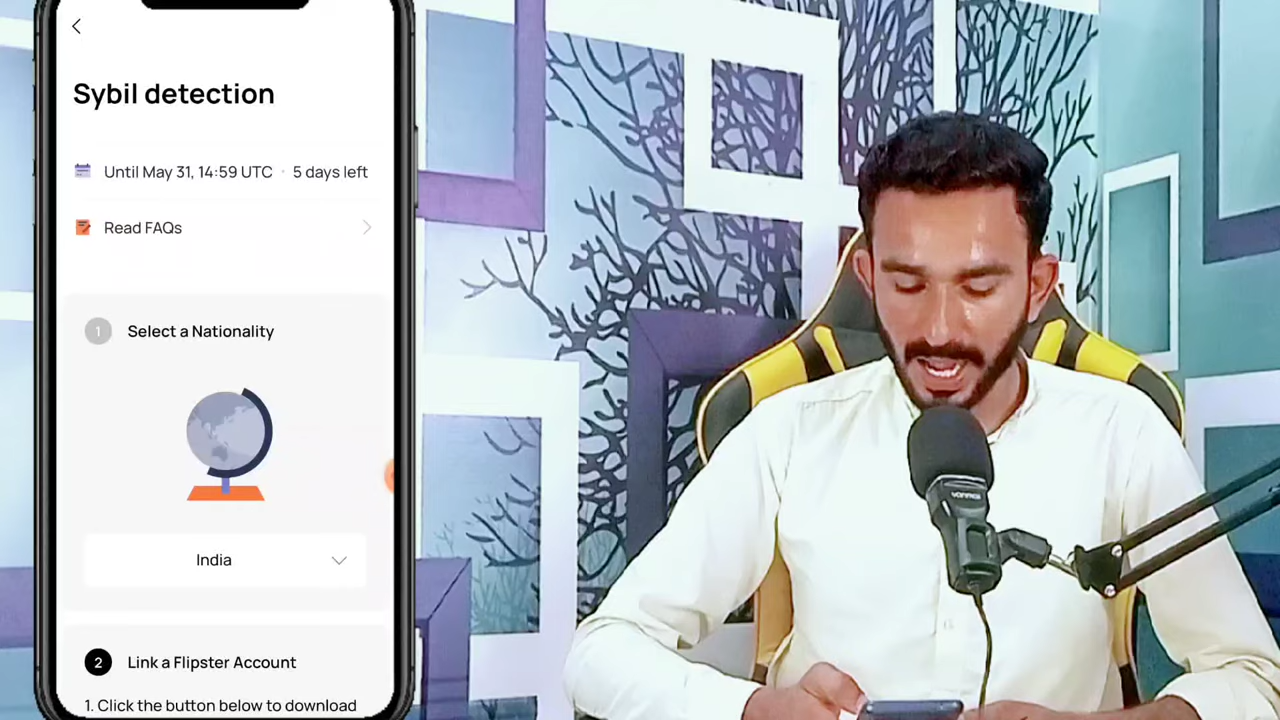 Sybil detection
Until May 31, 14:59 UTC · 5 days left
Read FAQs
1 Select a Nationality
India
2 Link a Flipster Account
1. Click the button below to download